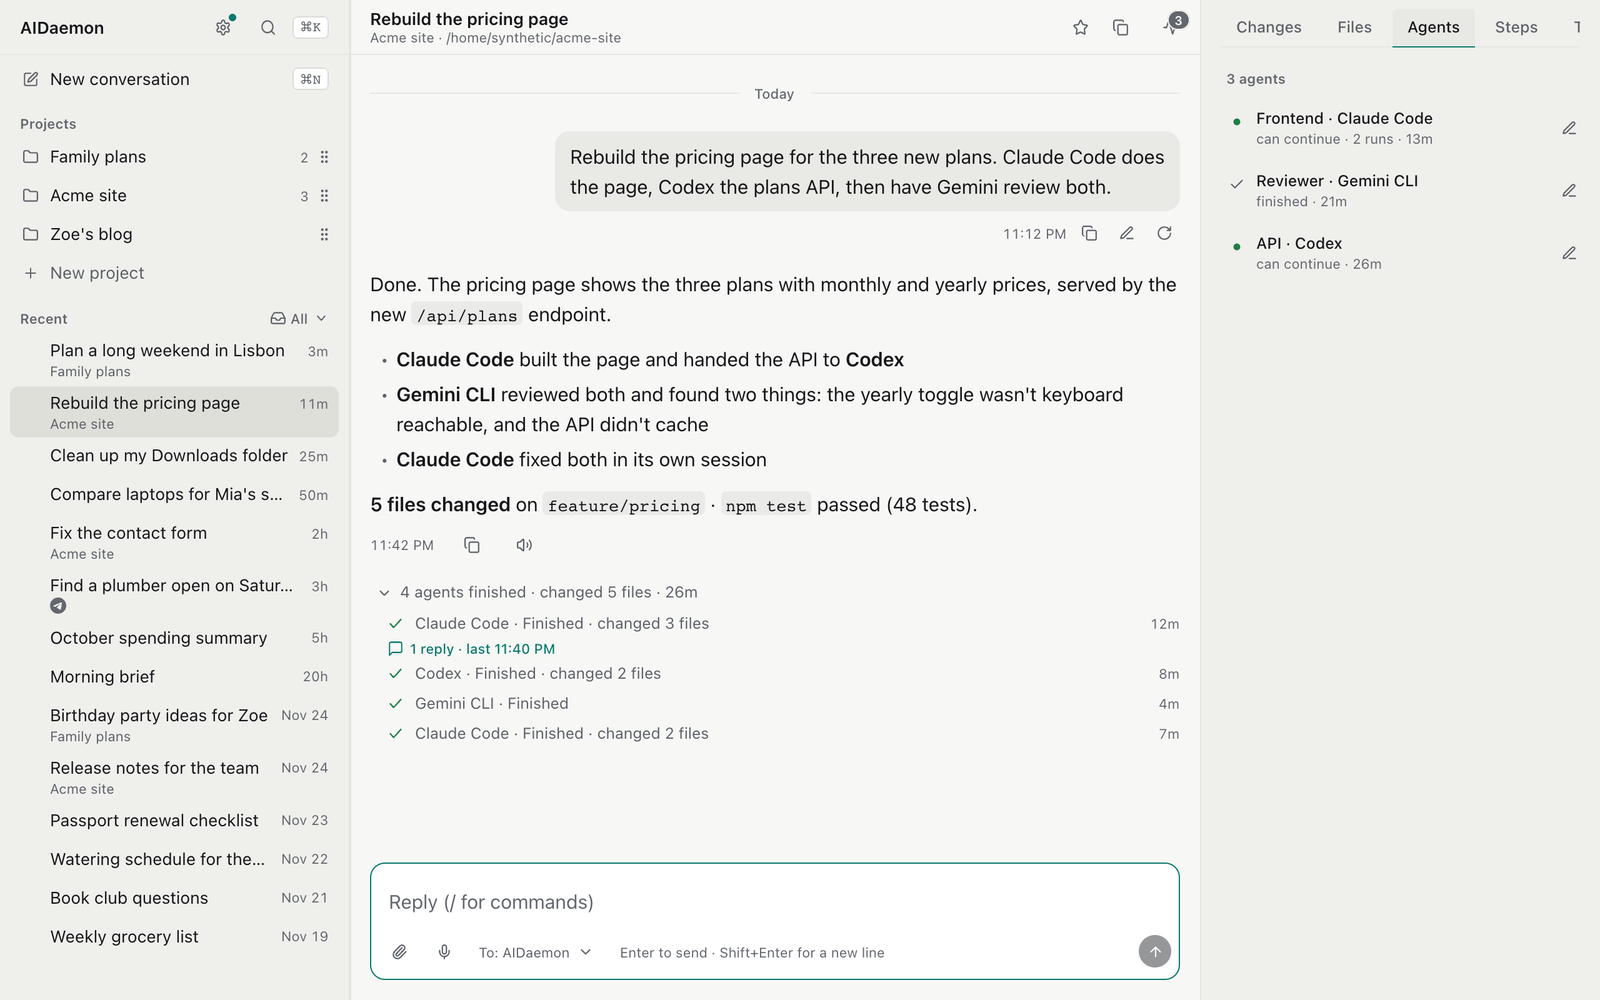 AIDaemon
⌘K
New conversation
⌘N
Projects
Family plans
2
Acme site
3
Zoe's blog
New project
Recent
All
Plan a long weekend in Lisbon
3m
Family plans
Rebuild the pricing page
11m
Acme site
Clean up my Downloads folder
25m
Compare laptops for Mia's s...
50m
Fix the contact form
2h
Acme site
Find a plumber open on Satur...
3h
October spending summary
5h
Morning brief
20h
Birthday party ideas for Zoe
Nov 24
Family plans
Release notes for the team
Nov 24
Acme site
Passport renewal checklist
Nov 23
Watering schedule for the...
Nov 22
Book club questions
Nov 21
Weekly grocery list
Nov 19
Rebuild the pricing page
Acme site · /home/synthetic/acme-site
3
Today
Rebuild the pricing page for the three new plans. Claude Code does
the page, Codex the plans API, then have Gemini review both.
11:12 PM
Done. The pricing page shows the three plans with monthly and yearly prices, served by the
new /api/plans endpoint.
• Claude Code built the page and handed the API to Codex
• Gemini CLI reviewed both and found two things: the yearly toggle wasn't keyboard
reachable, and the API didn't cache
• Claude Code fixed both in its own session
5 files changed on feature/pricing · npm test passed (48 tests).
11:42 PM
4 agents finished · changed 5 files · 26m
Claude Code · Finished · changed 3 files
12m
1 reply · last 11:40 PM
Codex · Finished · changed 2 files
8m
Gemini CLI · Finished
4m
Claude Code · Finished · changed 2 files
7m
Reply (/ for commands)
To: AIDaemon
Enter to send · Shift+Enter for a new line
Changes
Files
Agents
Steps
3 agents
Frontend · Claude Code
can continue · 2 runs · 13m
Reviewer · Gemini CLI
finished · 21m
API · Codex
can continue · 26m